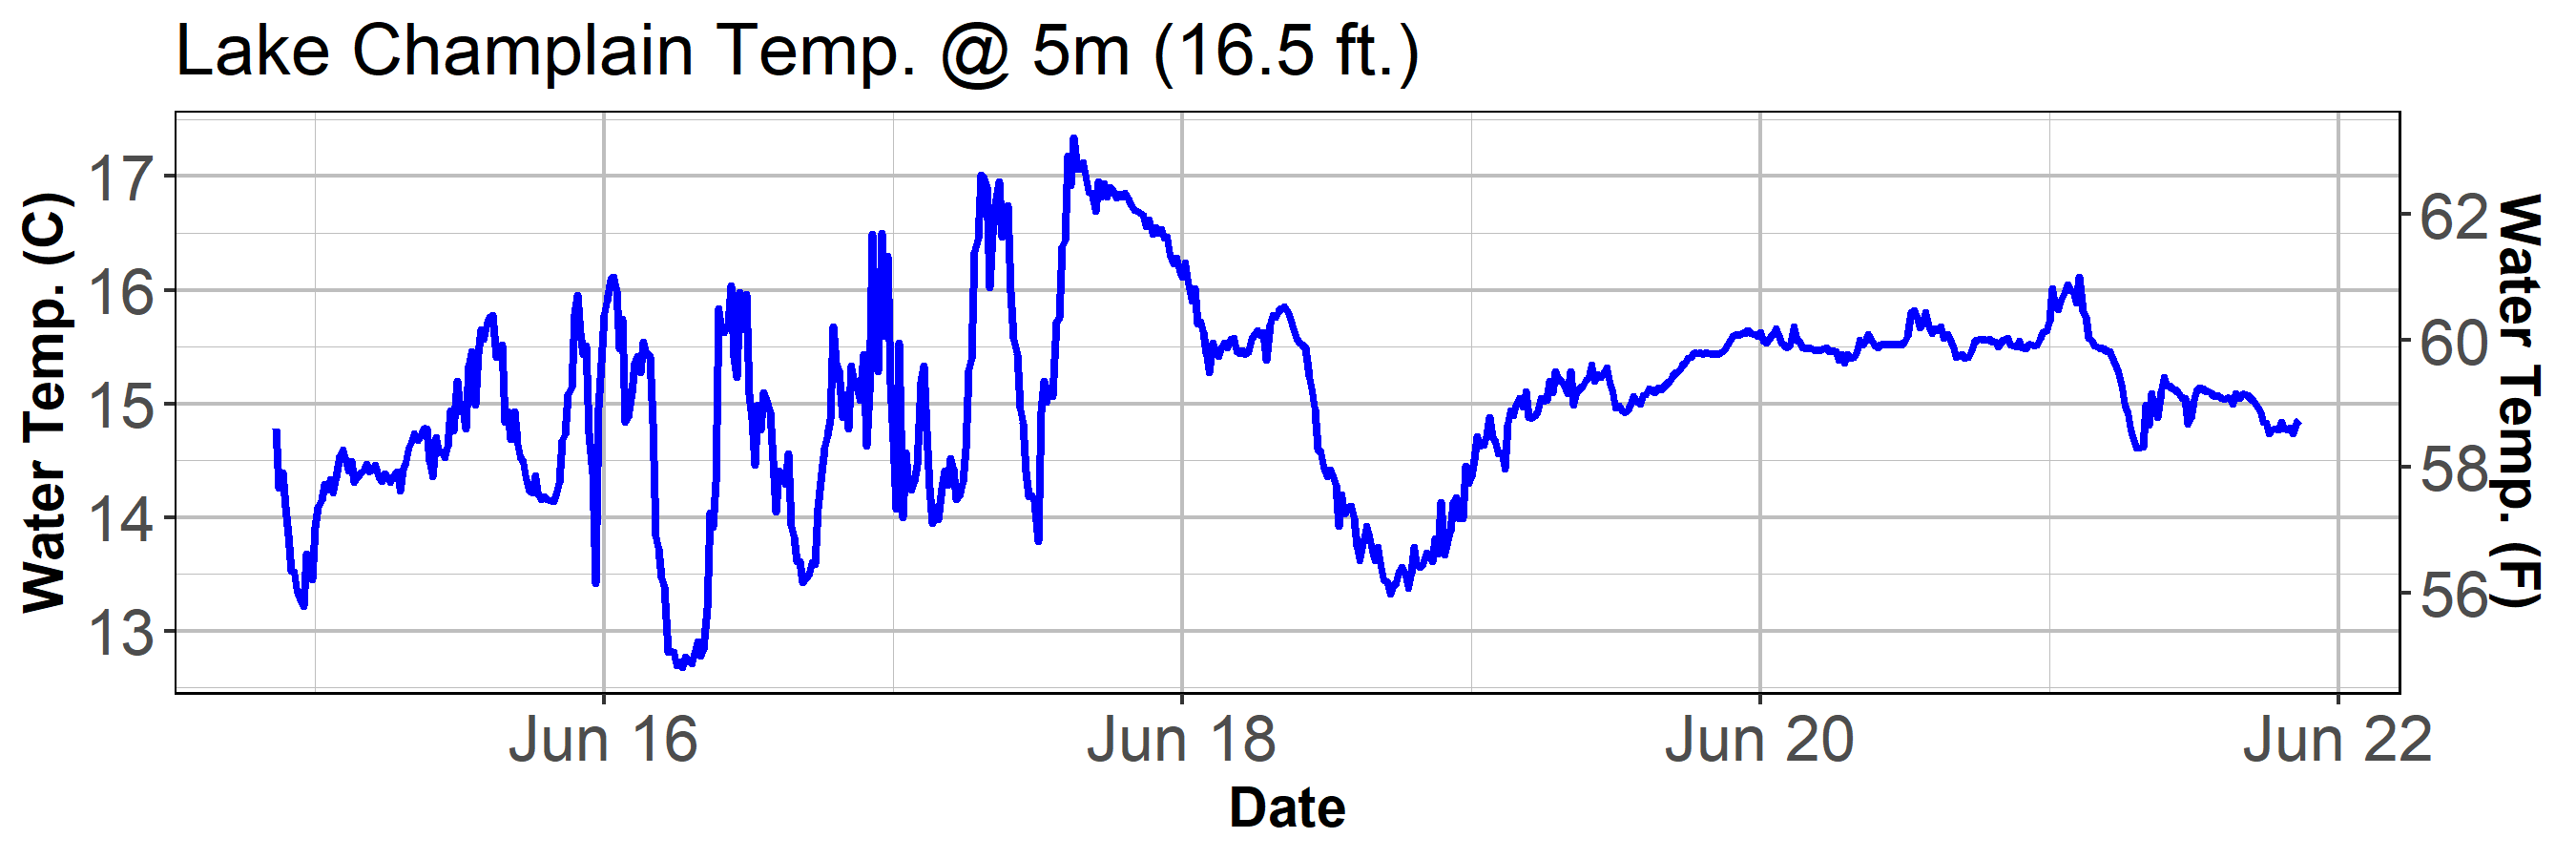 Lake Champlain Temp. @ 5m (16.5 ft.)
Water Temp. (C)
17
16
15
14
13
62
60
58
56
Water Temp. (F)
Jun 16
Jun 18
Jun 20
Jun 22
Date